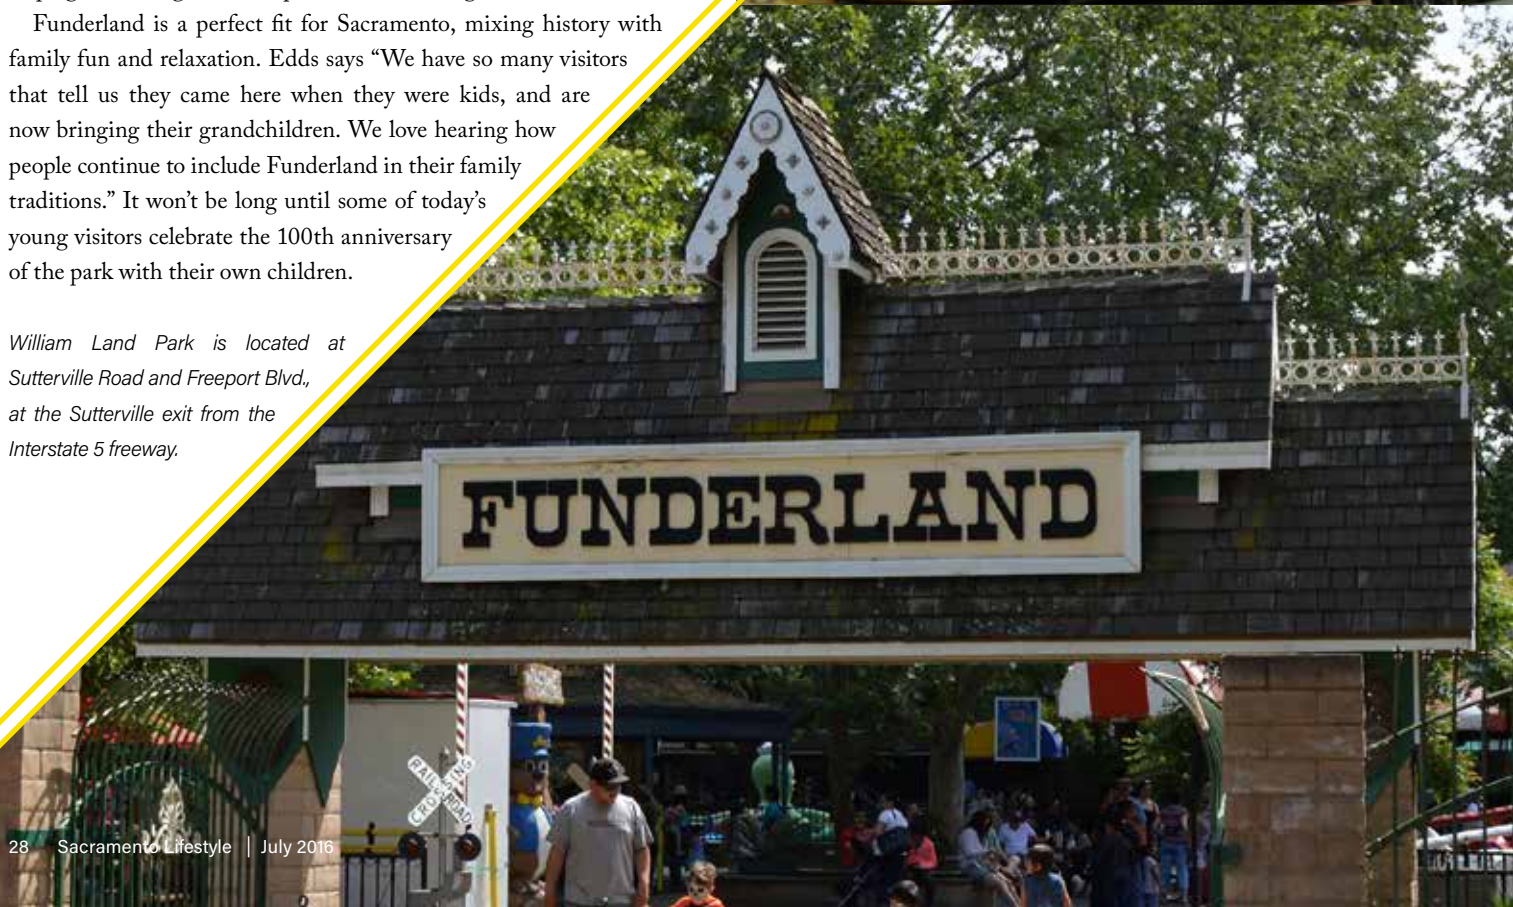 Funderland is a perfect fit for Sacramento, mixing history with
family fun and relaxation. Edds says “We have so many visitors
that tell us they came here when they were kids, and are
now bringing their grandchildren. We love hearing how
people continue to include Funderland in their family
traditions.” It won’t be long until some of today’s
young visitors celebrate the 100th anniversary
of the park with their own children.
William Land Park is located at
Sutterville Road and Freeport Blvd.,
at the Sutterville exit from the
Interstate 5 freeway.
FUNDERLAND
RAILROAD
CROSSING
28 Sacramento Lifestyle | July 2016